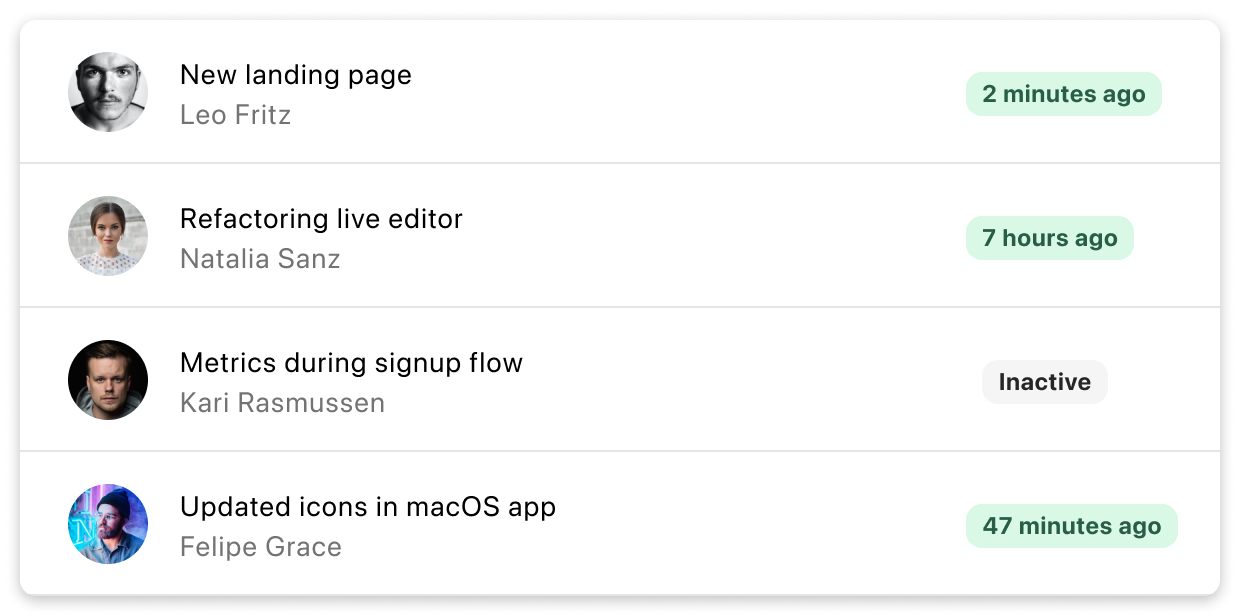 New landing page
Leo Fritz
2 minutes ago
Refactoring live editor
Natalia Sanz
7 hours ago
Metrics during signup flow
Kari Rasmussen
Inactive
Updated icons in macOS app
Felipe Grace
47 minutes ago